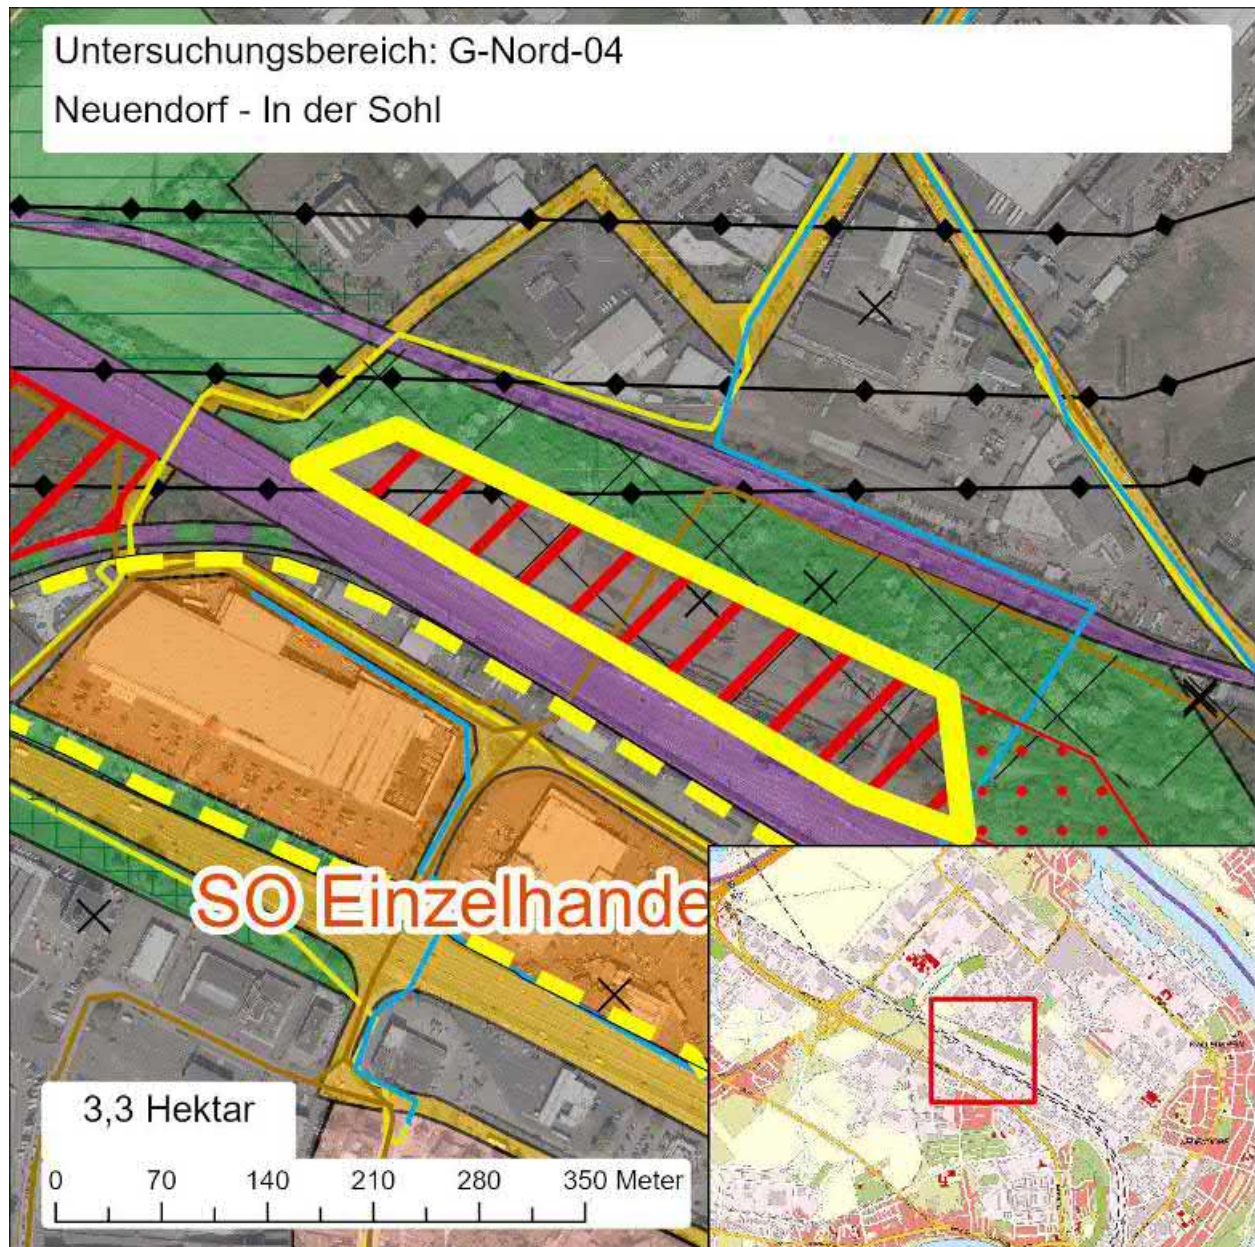 Untersuchungsbereich: G-Nord-04
Neuendorf - In der Sohl
SO Einzelhande
3,3 Hektar
0 70 140 210 280 350 Meter